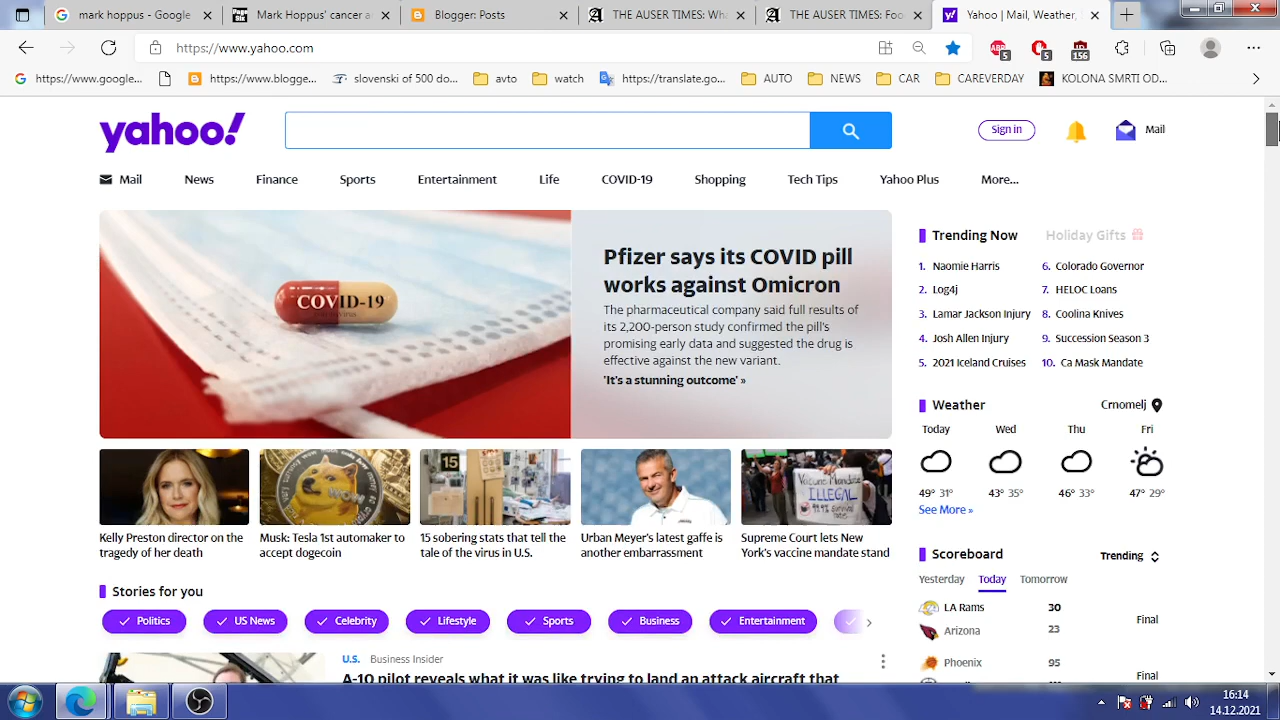 mark Hoppus - Google
mark Hoppus' cancer a
Blogger: Posts
THE AUSER TIMES: W
THE AUSER TIMES: Fo
Yahoo | Mail, Weather,
https://www.yahoo.com
5
5
156
https://www.google...
https://www.blogge...
slovenski of 500 do...
avto
watch
https://translate.go...
AUTO
NEWS
CAR
CAREVERDAY
KOLONA SMRTI OD...
yahoo!
Sign in
Mail
Mail
News
Finance
Sports
Entertainment
Life
COVID-19
Shopping
Tech Tips
Yahoo Plus
More...
COVID-19
Pfizer says its COVID pill
works against Omicron
The pharmaceutical company said full results of
its 2,200-person study confirmed the pill's
promising early data and suggested the drug is
effective against the new variant.
'It's a stunning outcome' »
Trending Now
Holiday Gifts
1. Naomie Harris
6. Colorado Governor
2. Log4j
7. HELOC Loans
3. Lamar Jackson Injury
8. Coolina Knives
4. Josh Allen Injury
9. Succession Season 3
5. 2021 Iceland Cruises
10. Ca Mask Mandate
Weather
Crnomelj
Today
Wed
Thu
Fri
49° 31°
43° 35°
46° 33°
47° 29°
See More »
WOW
15
Vaccine Mandate
ILLEGAL
Kelly Preston director on the
tragedy of her death
Musk: Tesla 1st automaker to
accept dogecoin
15 sobering stats that tell the
tale of the virus in U.S.
Urban Meyer's latest gaffe is
another embarrassment
Supreme Court lets New
York's vaccine mandate stand
Scoreboard
Trending
Yesterday
Today
Tomorrow
LA Rams 30
Arizona 23
Final
Phoenix 95
Final
Stories for you
Politics
US News
Celebrity
Lifestyle
Sports
Business
Entertainment
U.S. Business Insider
A-10 pilot reveals what it was like trying to land an attack aircraft that
16:14
14.12.2021